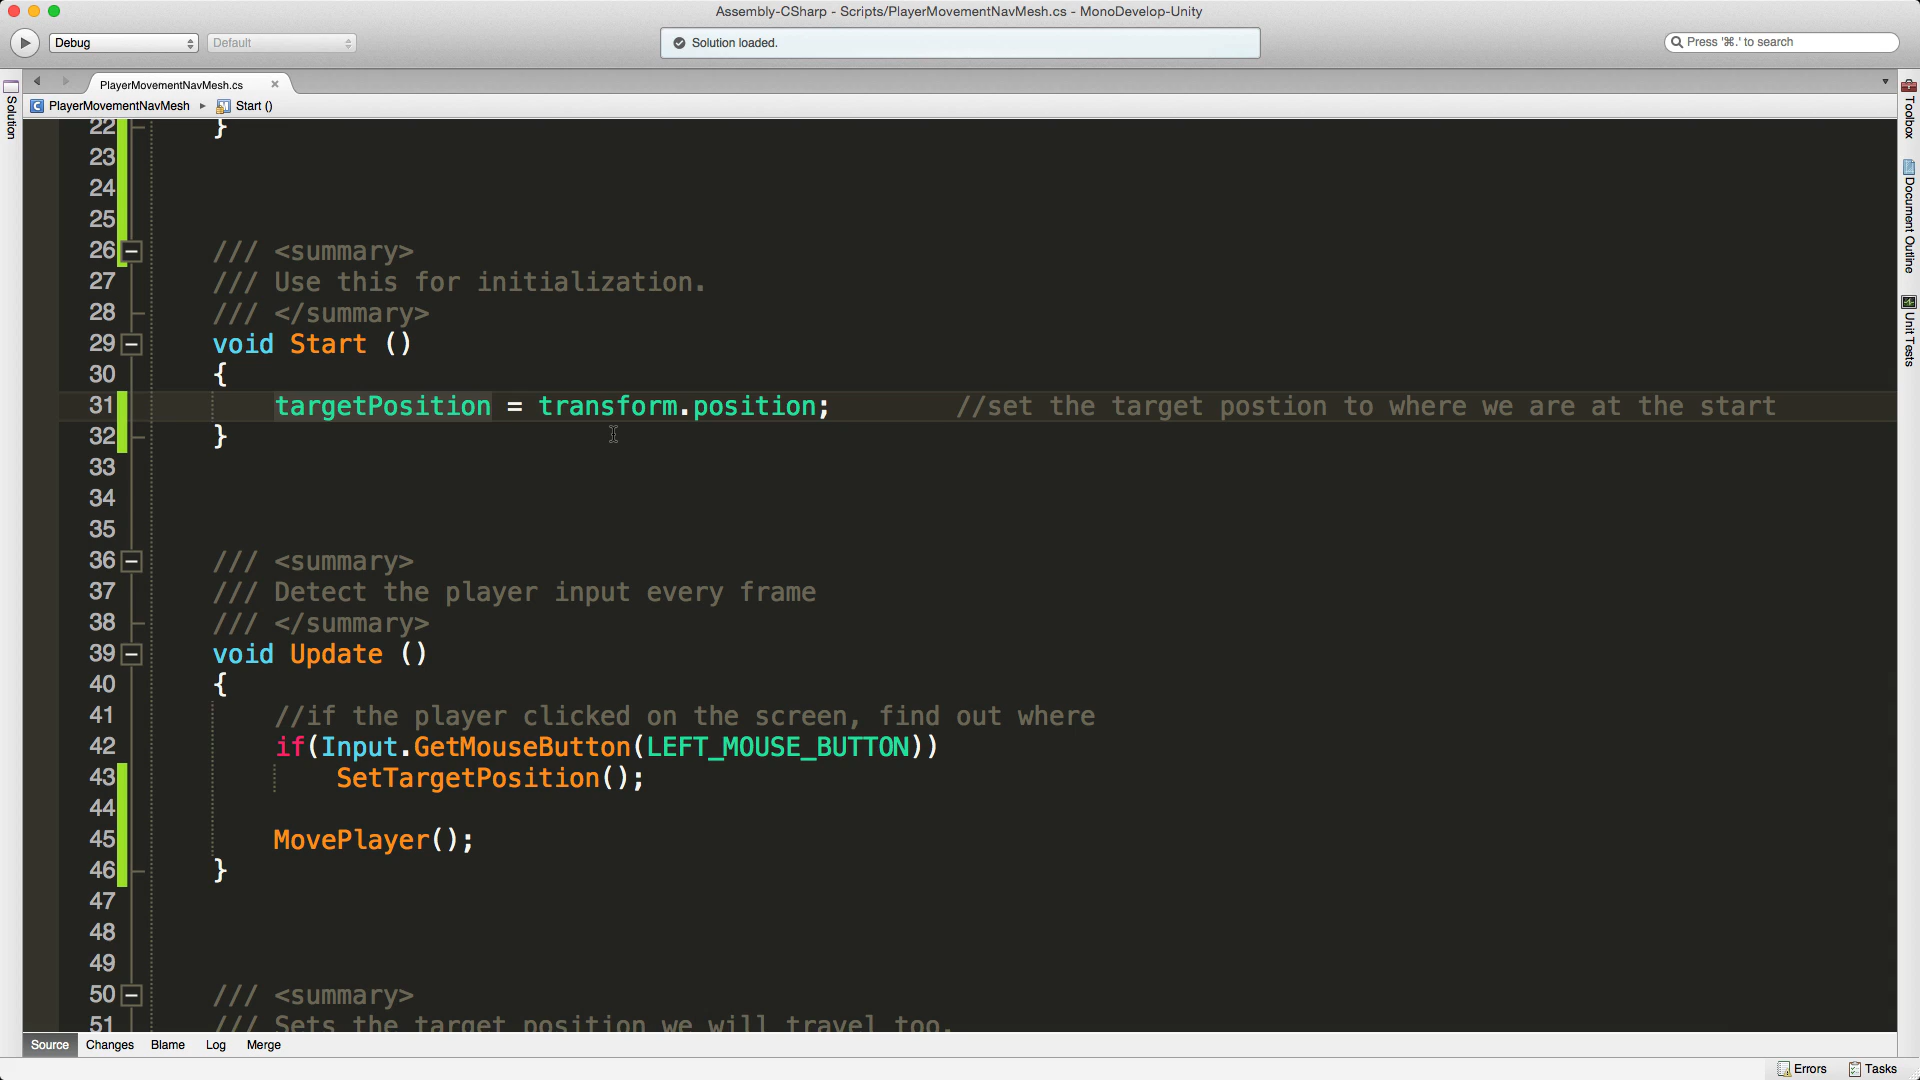 Assembly-CSharp - Scripts/PlayerMovementNavMesh.cs - MonoDevelop-Unity
Debug
Default
Solution loaded.
Press '⌘.' to search
PlayerMovementNavMesh.cs
PlayerMovementNavMesh ▸ Start ()
Solution
Toolbox
Document Outline
Unit Tests
22 }
23
24
25
26 /// <summary>
27 /// Use this for initialization.
28 /// </summary>
29 void Start ()
30 {
31 targetPosition = transform.position; //set the target postion to where we are at the start
32 }
33
34
35
36 /// <summary>
37 /// Detect the player input every frame
38 /// </summary>
39 void Update ()
40 {
41 //if the player clicked on the screen, find out where
42 if(Input.GetMouseButton(LEFT_MOUSE_BUTTON))
43 SetTargetPosition();
44
45 MovePlayer();
46 }
47
48
49
50 /// <summary>
51 /// Sets the target position we will travel too.
Source Changes Blame Log Merge
Errors Tasks